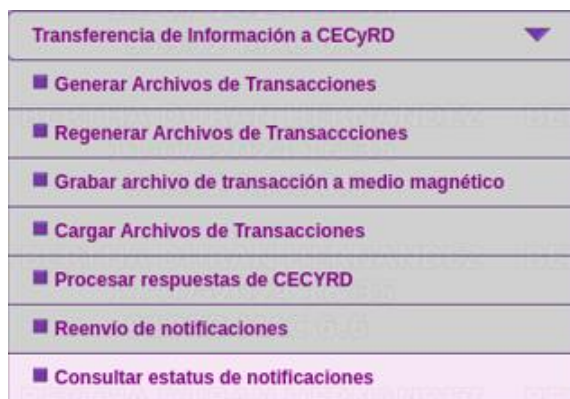 Transferencia de Información a CECyRD
Generar Archivos de Transacciones
Regenerar Archivos de Transaccciones
Grabar archivo de transacción a medio magnético
Cargar Archivos de Transacciones
Procesar respuestas de CECYRD
Reenvío de notificaciones
Consultar estatus de notificaciones